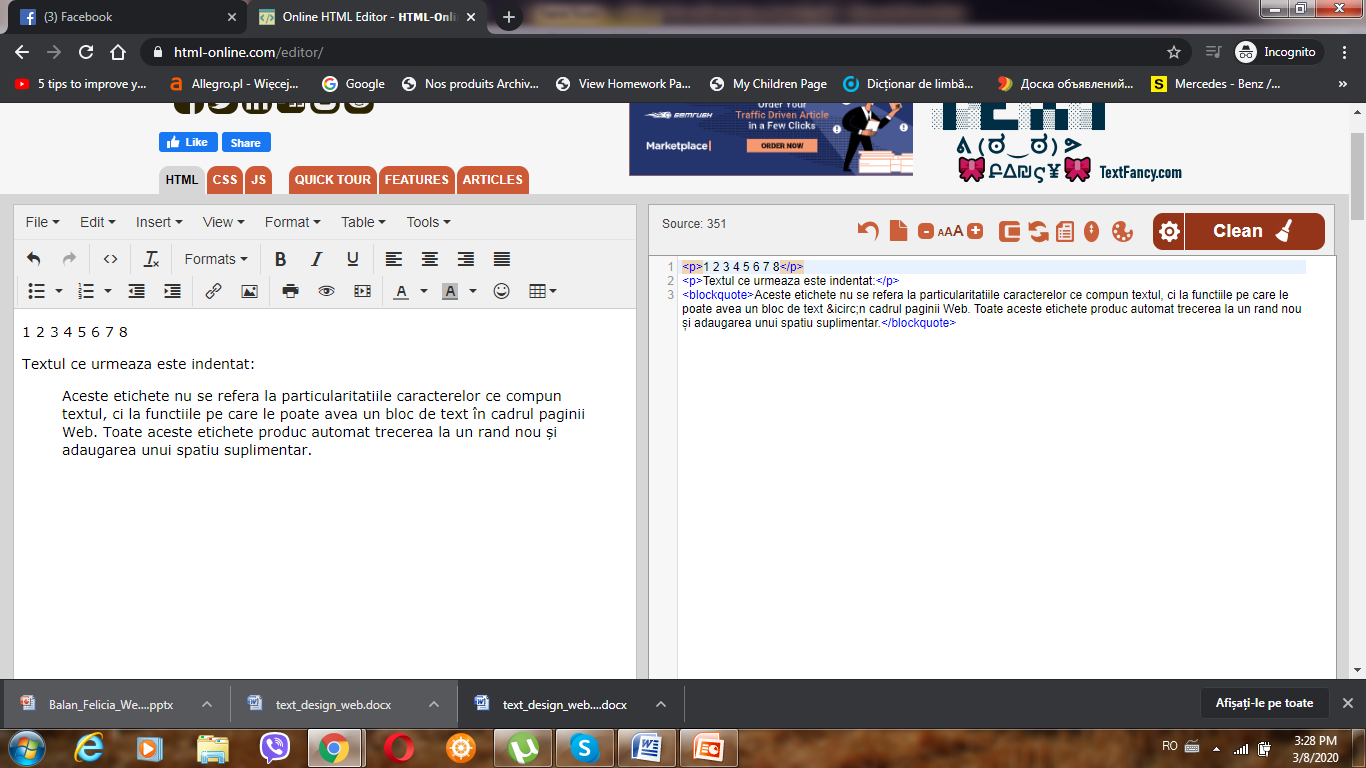 (3) Facebook
Online HTML Editor - HTML-Onli
html-online.com/editor/
Incognito
5 tips to improve y...
Allegro.pl - Więcej...
Google
Nos produits Archiv...
View Homework Pa...
My Children Page
Dicționar de limbă...
Доска объявлений...
Mercedes - Benz /...
»
Like
Share
SEMRUSH
Marketplace
Order Your
Traffic Driven Article
in a Few Clicks
ORDER NOW
TextFancy.com
HTML
CSS
JS
QUICK TOUR
FEATURES
ARTICLES
File
Edit
Insert
View
Format
Table
Tools
Formats
B
I
U
A
A
1 2 3 4 5 6 7 8
Textul ce urmeaza este indentat:
Aceste etichete nu se refera la particularitatiile caracterelor ce compun
textul, ci la functiile pe care le poate avea un bloc de text în cadrul paginii
Web. Toate aceste etichete produc automat trecerea la un rand nou și
adaugarea unui spatiu suplimentar.
Source: 351
AAA
Clean
1 <p>1 2 3 4 5 6 7 8</p>
2 <p>Textul ce urmeaza este indentat:</p>
3 <blockquote>Aceste etichete nu se refera la particularitatiile caracterelor ce compun textul, ci la functiile pe care le
poate avea un bloc de text &icirc;n cadrul paginii Web. Toate aceste etichete produc automat trecerea la un rand nou
și adaugarea unui spatiu suplimentar.</blockquote>
Balan_Felicia_We....pptx
text_design_web.docx
text_design_web....docx
Afișați-le pe toate
RO
3:28 PM
3/8/2020